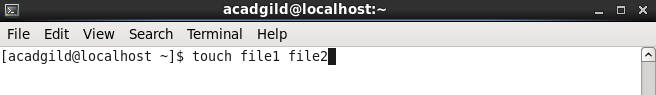 acadgild@localhost:~
File Edit View Search Terminal Help
[acadgild@localhost ~]$ touch file1 file2